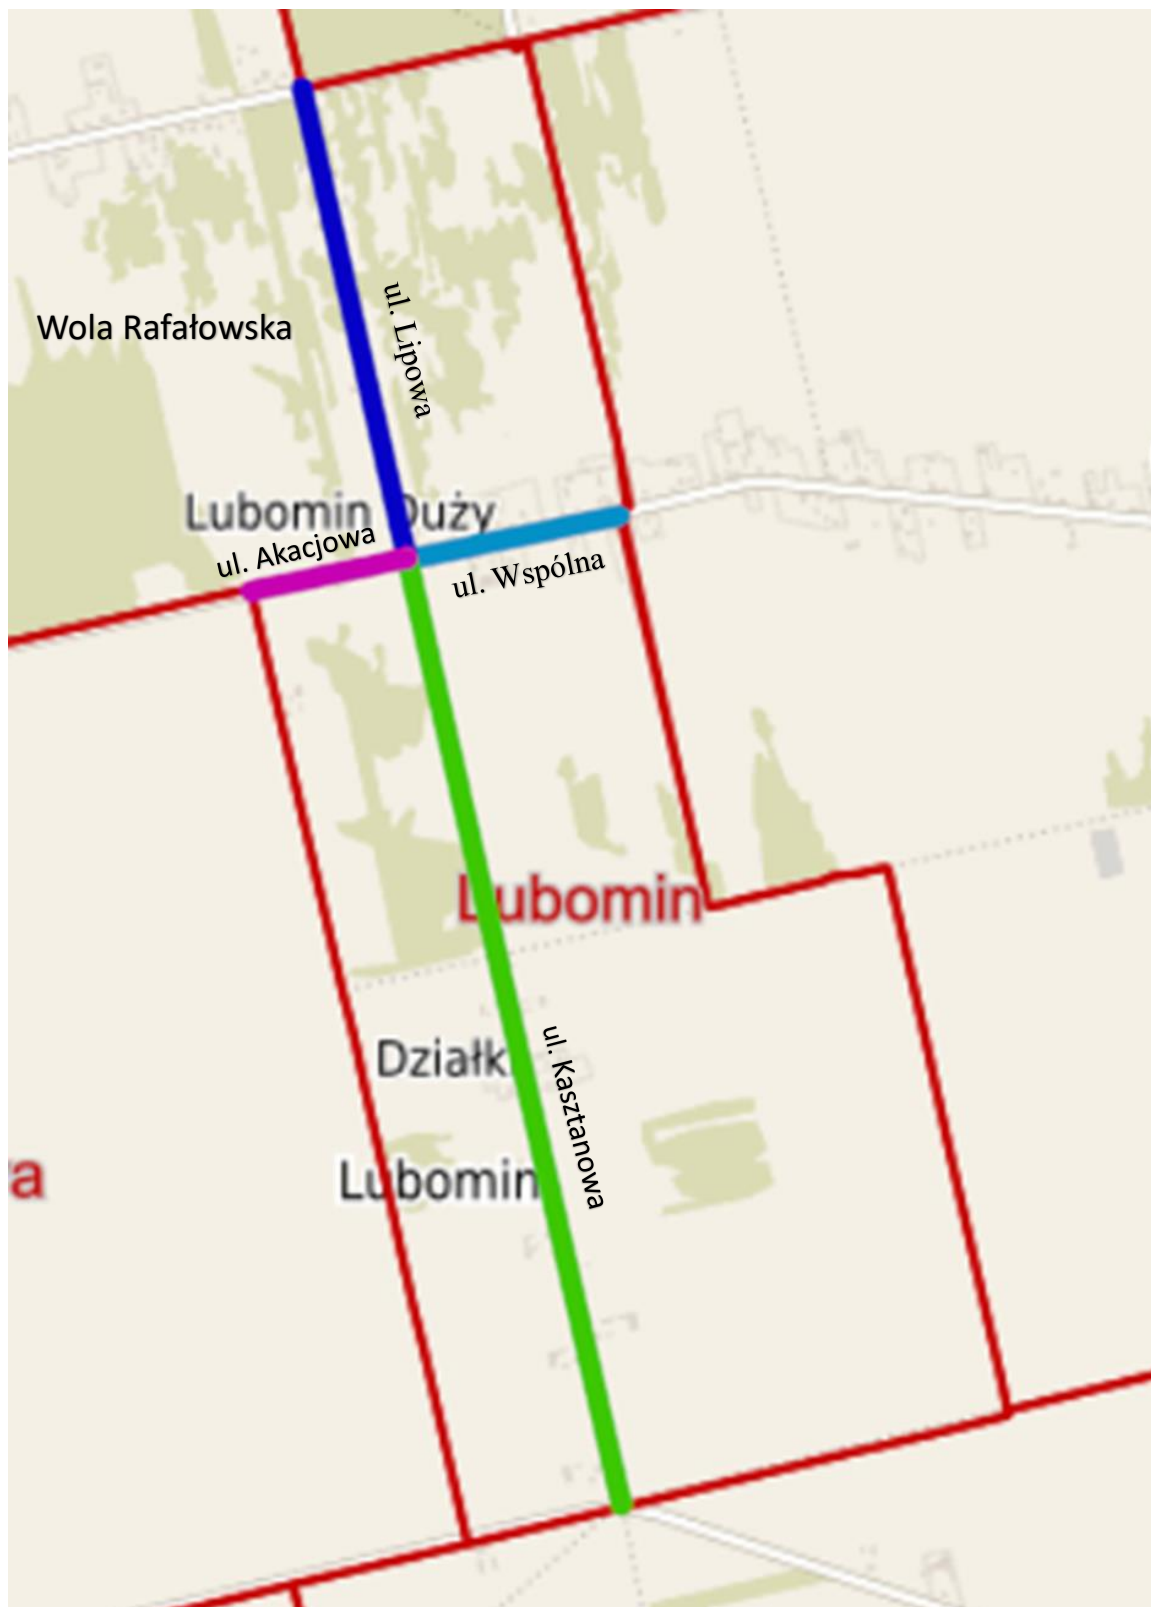 ul. Lipowa
Wola Rafałowska
Lubomin Duży
ul. Akacjowa
ul. Wspólna
Lubomin
Działk
ul. Kasztanowa
a
Lubomin